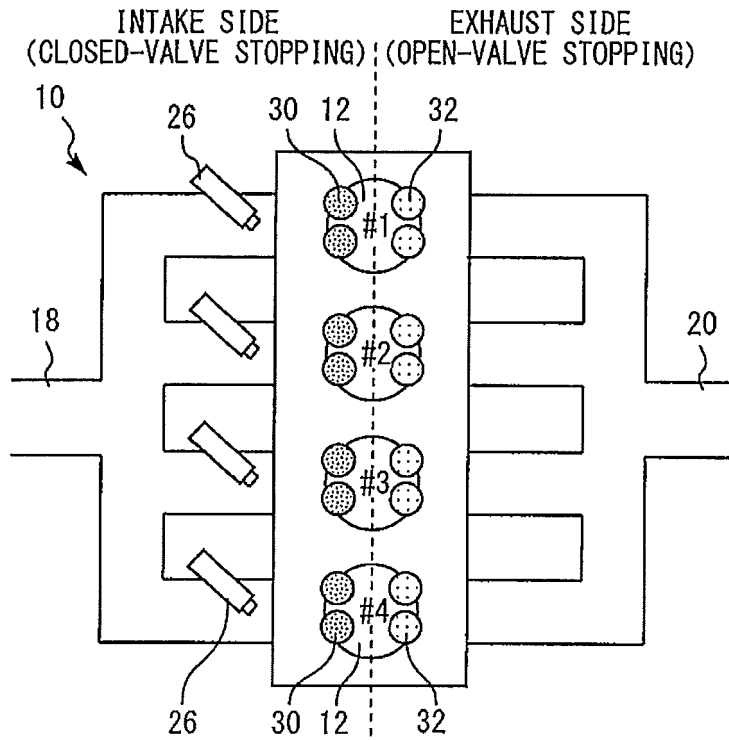 INTAKE SIDE EXHAUST SIDE
(CLOSED-VALVE STOPPING) (OPEN-VALVE STOPPING)
10 26 30 12 32
#1
18 #2 20
#3
#4
26 30 12 32